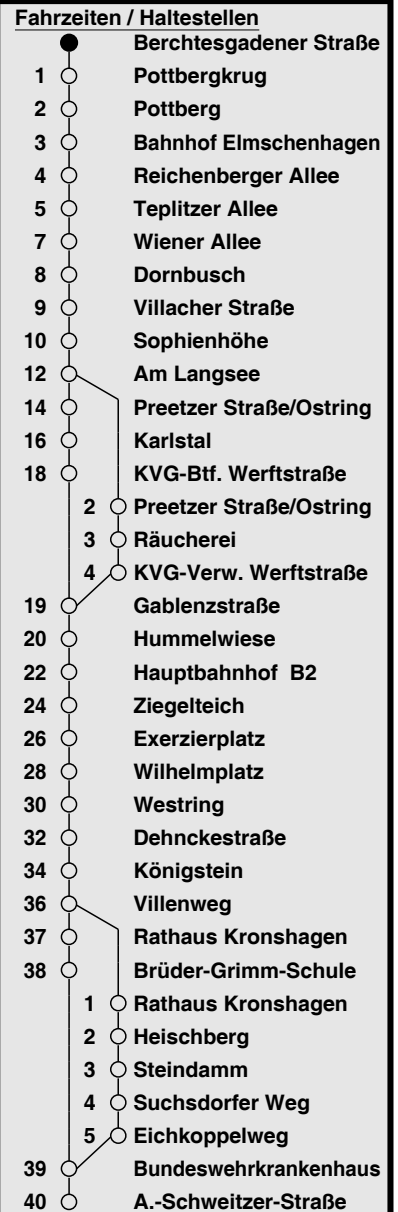 Fahrzeiten / Haltestellen
Berchtesgadener Straße
1 Pottbergkrug
2 Pottberg
3 Bahnhof Elmschenhagen
4 Reichenberger Allee
5 Teplitzer Allee
7 Wiener Allee
8 Dornbusch
9 Villacher Straße
10 Sophienhöhe
12 Am Langsee
14 Preetzer Straße/Ostring
16 Karlstal
18 KVG-Btf. Werftstraße
2 Preetzer Straße/Ostring
3 Räucherei
4 KVG-Verw. Werftstraße
19 Gablenzstraße
20 Hummelwiese
22 Hauptbahnhof B2
24 Ziegelteich
26 Exerzierplatz
28 Wilhelmplatz
30 Westring
32 Dehnckestraße
34 Königstein
36 Villenweg
37 Rathaus Kronshagen
38 Brüder-Grimm-Schule
1 Rathaus Kronshagen
2 Heischberg
3 Steindamm
4 Suchsdorfer Weg
5 Eichkoppelweg
39 Bundeswehrkrankenhaus
40 A.-Schweitzer-Straße